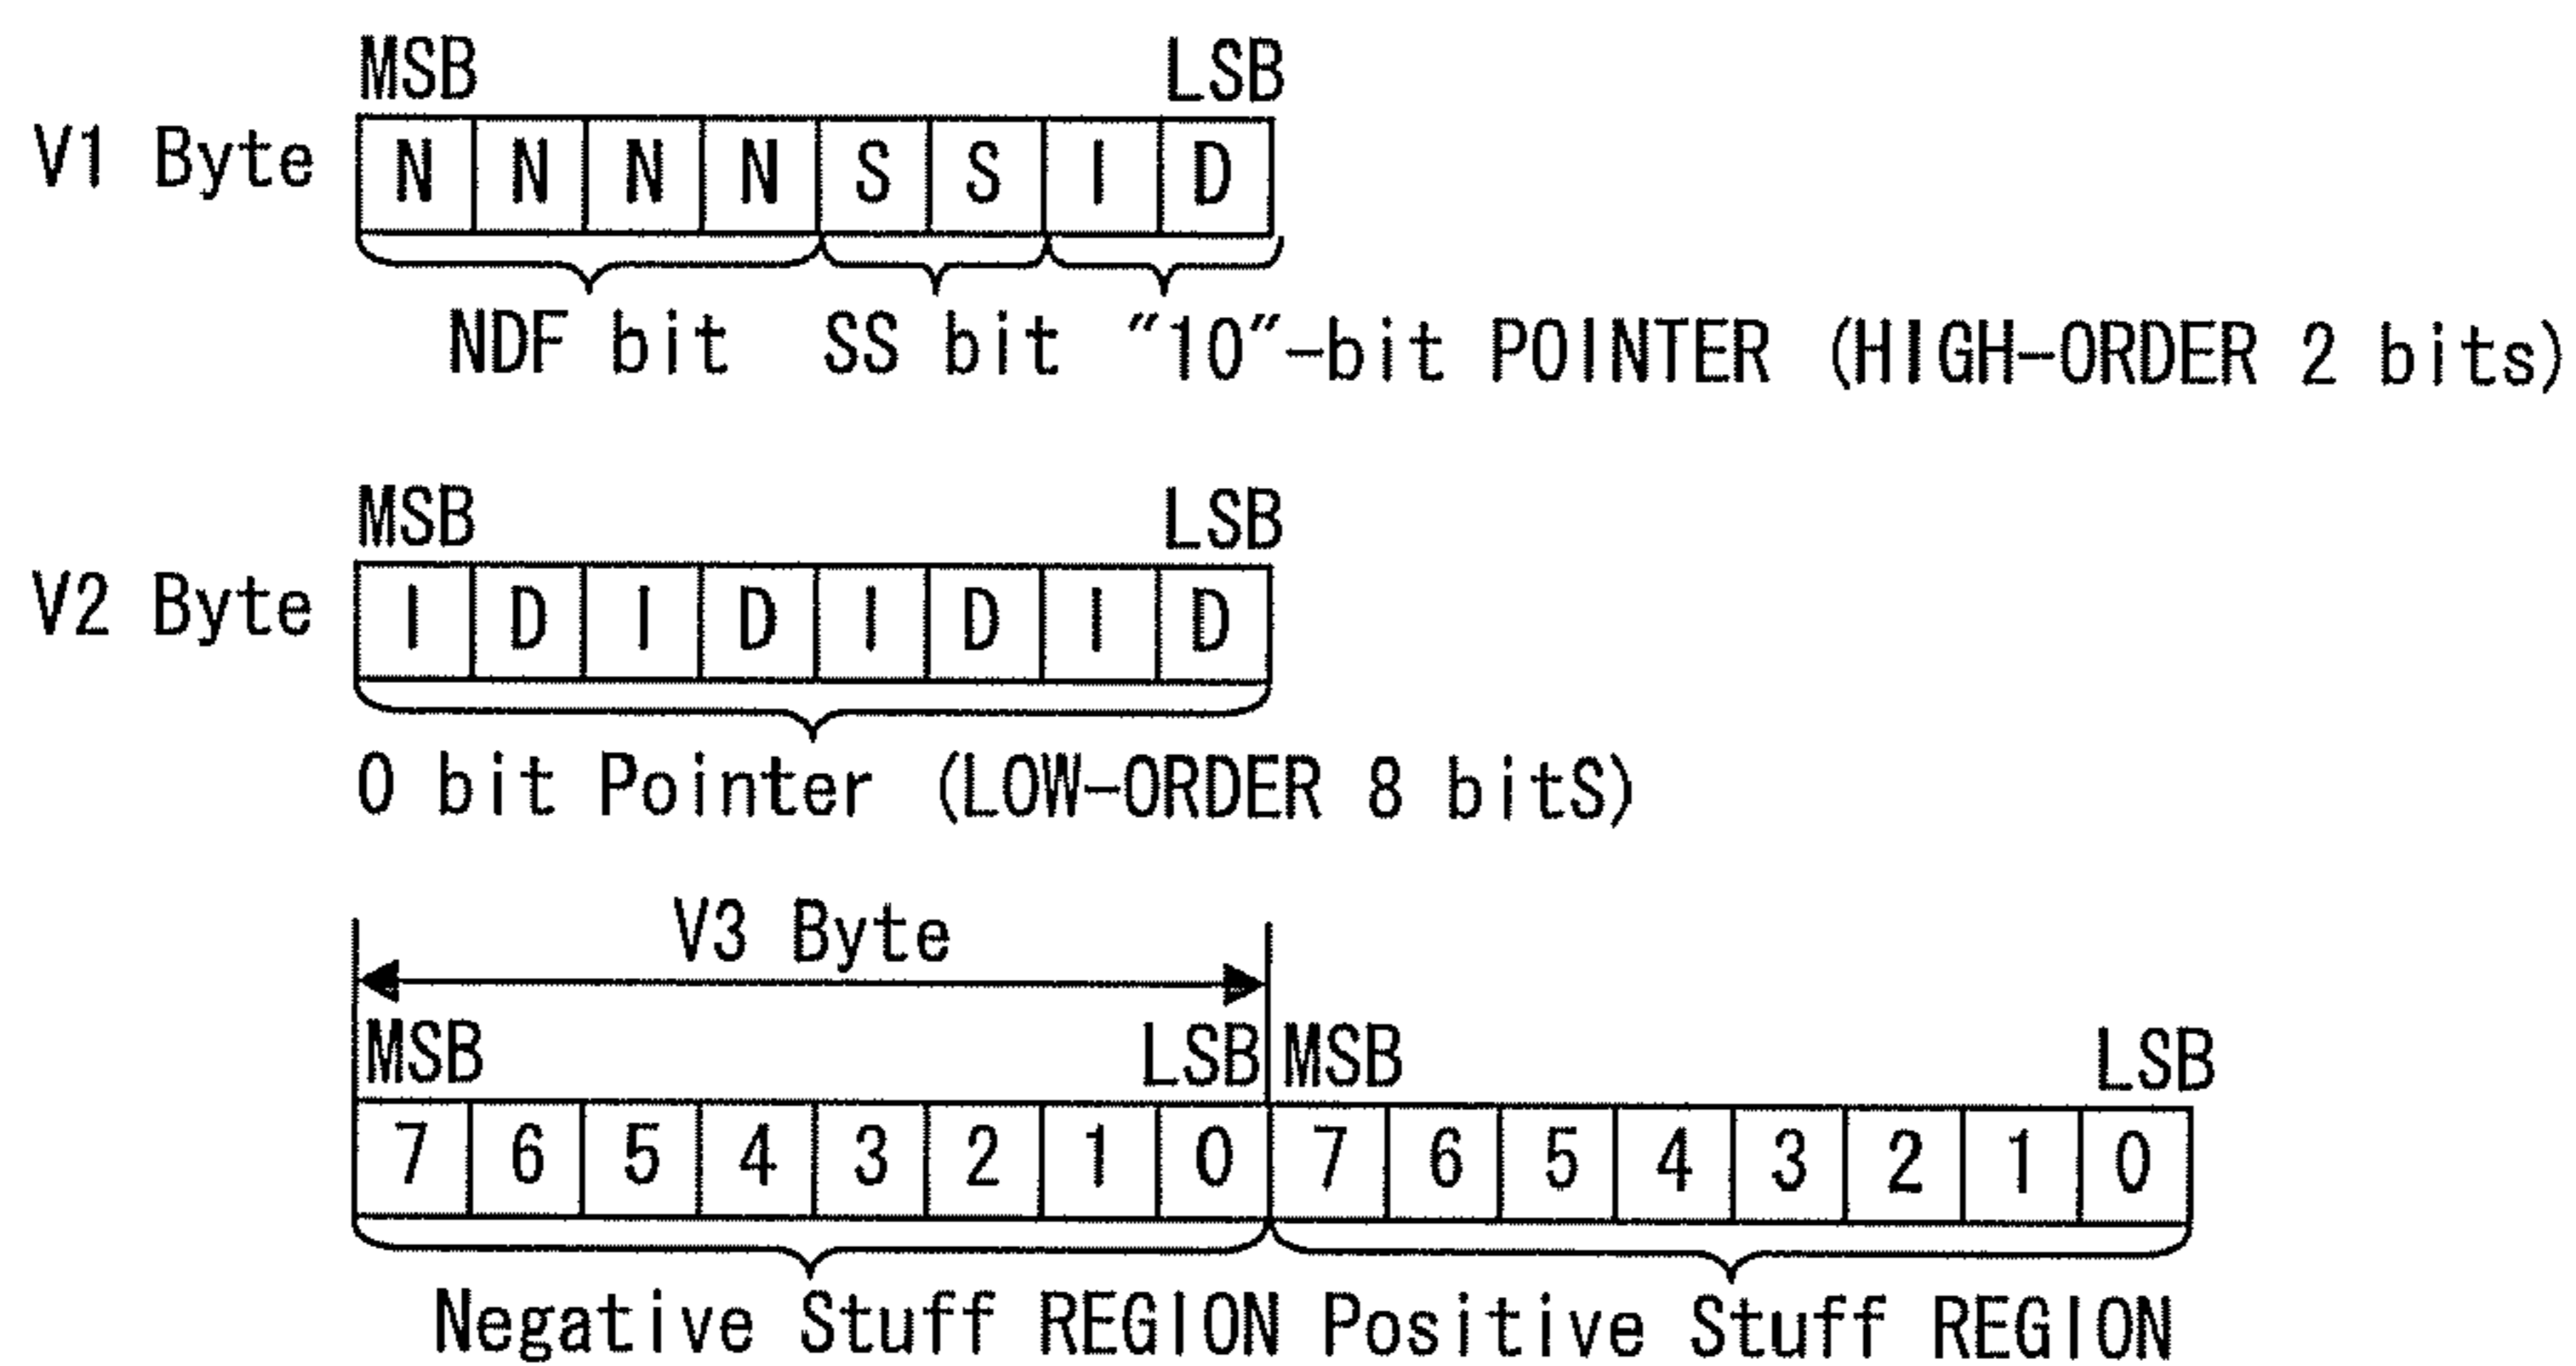 MSB LSB
V1 Byte N N N N S S I D
NDF bit SS bit "10"-bit POINTER (HIGH-ORDER 2 bits)
MSB LSB
V2 Byte I D I D I D I D
0 bit Pointer (LOW-ORDER 8 bitS)
V3 Byte
MSB LSB MSB LSB
7 6 5 4 3 2 1 0 7 6 5 4 3 2 1 0
Negative Stuff REGION Positive Stuff REGION